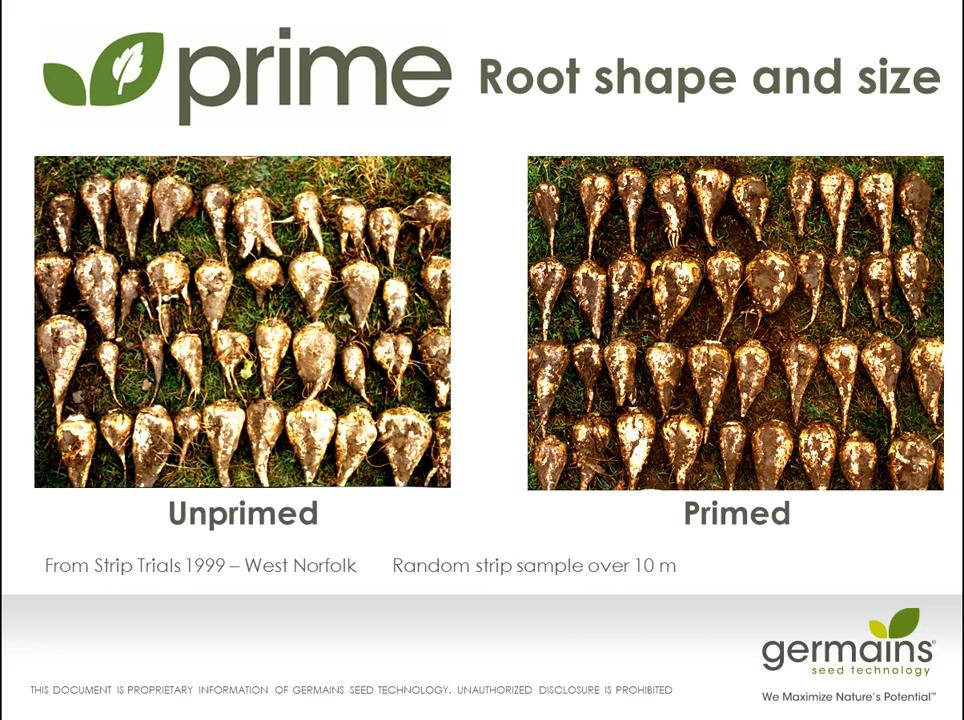 prime Root shape and size
Unprimed
Primed
From Strip Trials 1999 – West Norfolk
Random strip sample over 10 m
germains®
seed technology
We Maximize Nature's Potential™
THIS DOCUMENT IS PROPRIETARY INFORMATION OF GERMAINS SEED TECHNOLOGY. UNAUTHORIZED DISCLOSURE IS PROHIBITED